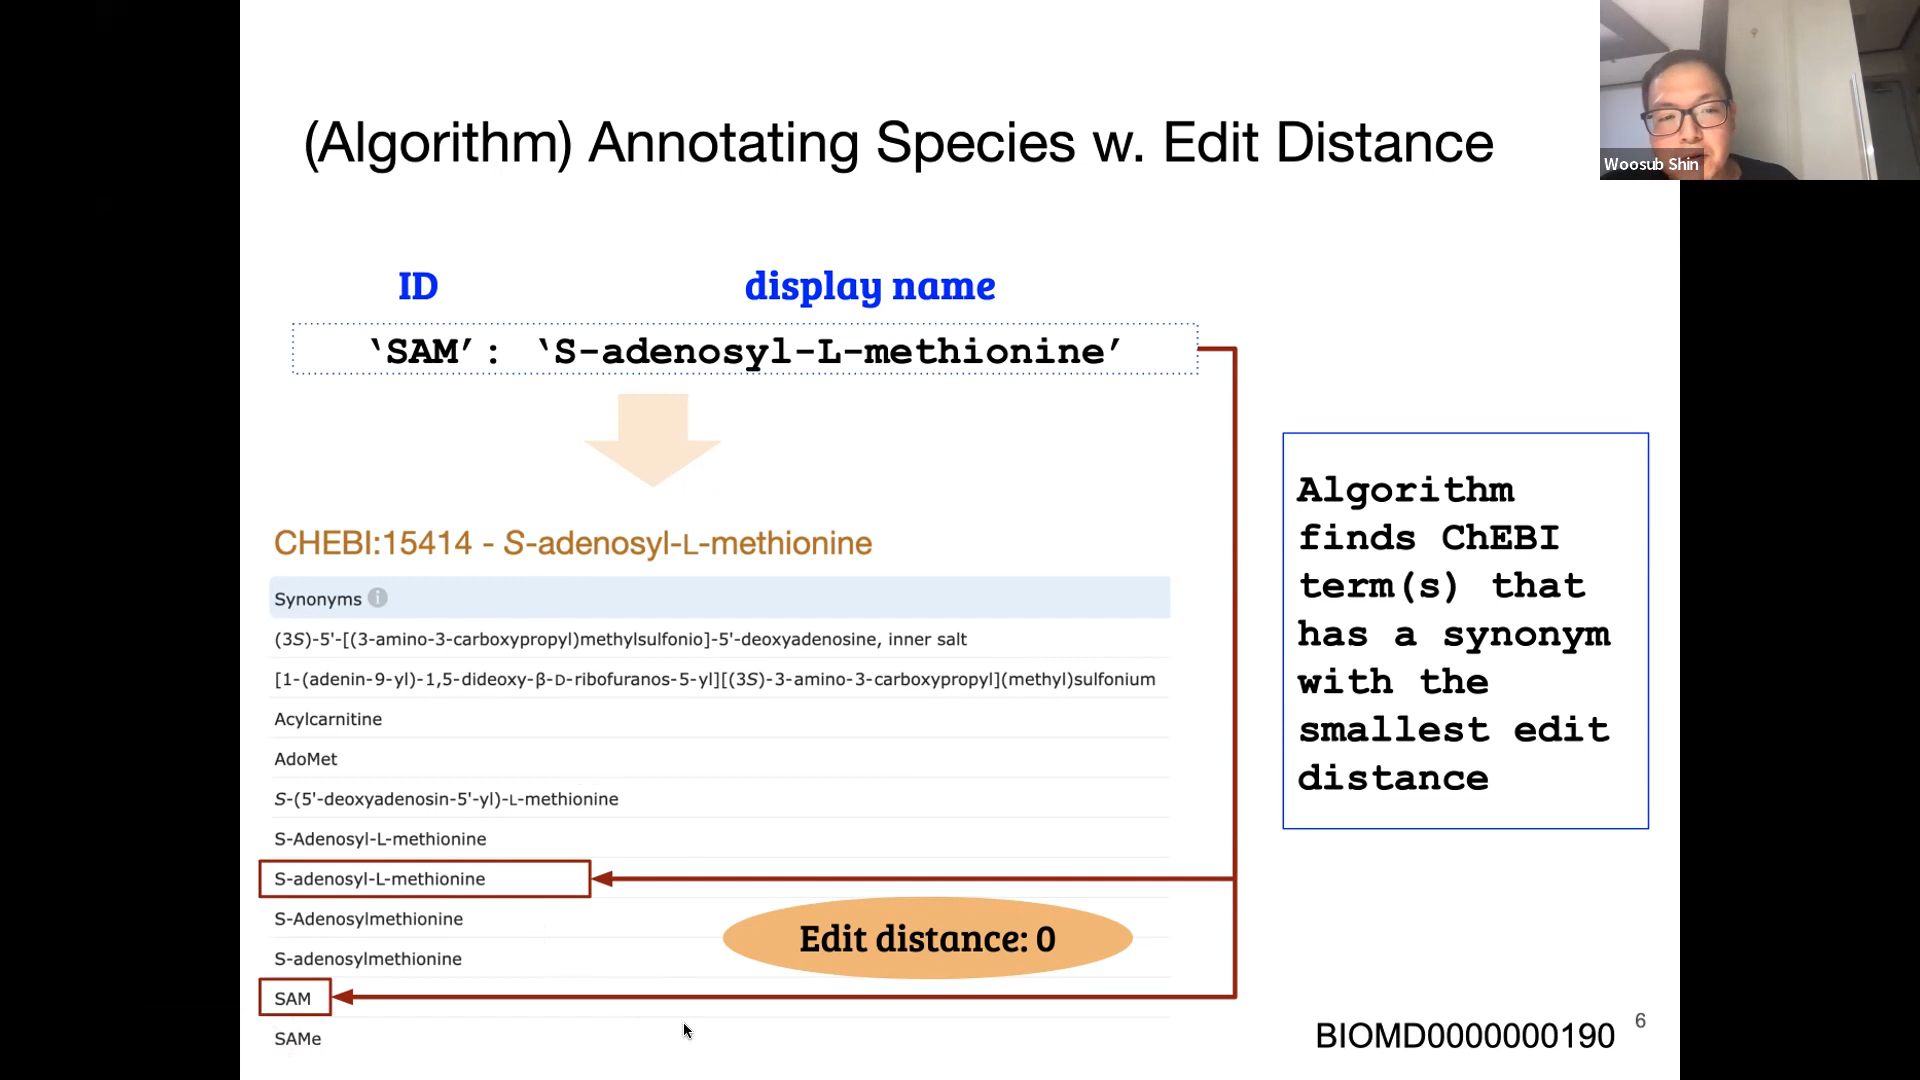 (Algorithm) Annotating Species w. Edit Distance
Woosub Shin
ID
display name
‘SAM’: ‘S-adenosyl-L-methionine’
CHEBI:15414 - S-adenosyl-L-methionine
Synonyms i
(3S)-5'-[(3-amino-3-carboxypropyl)methylsulfonio]-5'-deoxyadenosine, inner salt
[1-(adenin-9-yl)-1,5-dideoxy-β-D-ribofuranos-5-yl][(3S)-3-amino-3-carboxypropyl](methyl)sulfonium
Acylcarnitine
AdoMet
S-(5'-deoxyadenosin-5'-yl)-L-methionine
S-Adenosyl-L-methionine
S-adenosyl-L-methionine
S-Adenosylmethionine
S-adenosylmethionine
SAM
SAMe
Edit distance: 0
Algorithm
finds ChEBI
term(s) that
has a synonym
with the
smallest edit
distance
BIOMD0000000190
6